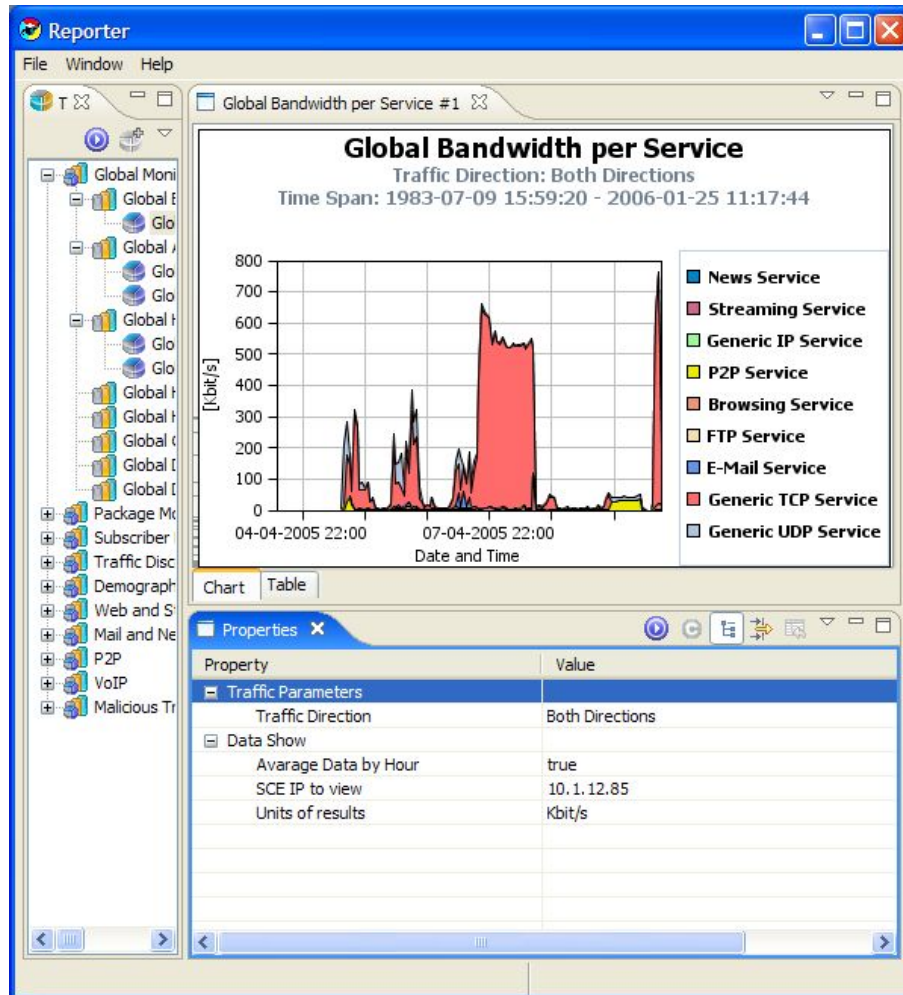 Reporter
File Window Help
T
Global Bandwidth per Service #1
Global Moni
Global E
Glo
Global A
Glo
Glo
Global H
Glo
Glo
Global H
Global H
Global C
Global D
Global D
Package Mo
Subscriber
Traffic Disc
Demograph
Web and S
Mail and Ne
P2P
VoIP
Malicious Tr
Global Bandwidth per Service
Traffic Direction: Both Directions
Time Span: 1983-07-09 15:59:20 - 2006-01-25 11:17:44
[Kbit/s]
800
700
600
500
400
300
200
100
0
04-04-2005 22:00 07-04-2005 22:00
Date and Time
News Service
Streaming Service
Generic IP Service
P2P Service
Browsing Service
FTP Service
E-Mail Service
Generic TCP Service
Generic UDP Service
Chart Table
Properties
Property Value
Traffic Parameters
Traffic Direction Both Directions
Data Show
Avarage Data by Hour true
SCE IP to view 10.1.12.85
Units of results Kbit/s